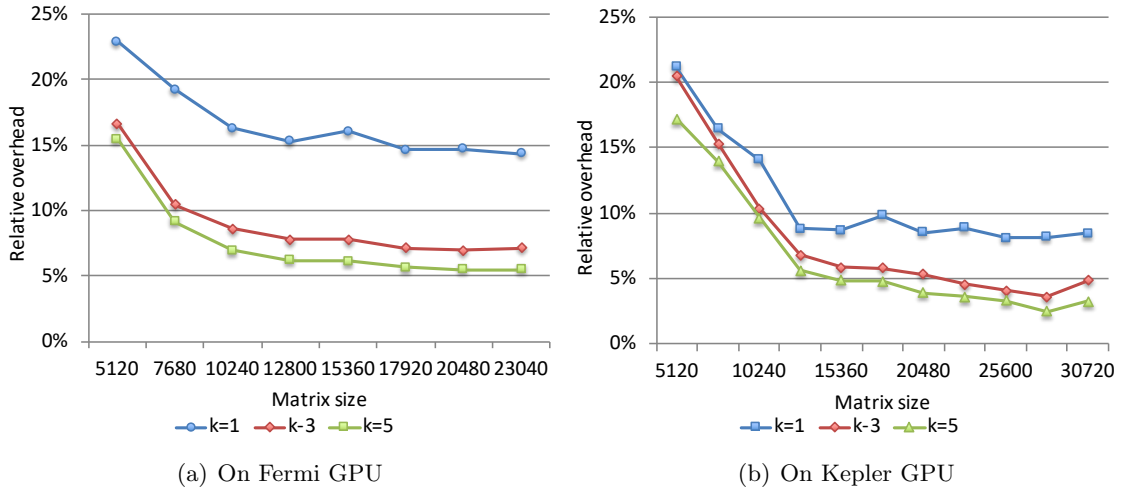 25%
20%
15%
10%
5%
0%
Relative overhead
5120 7680 10240 12800 15360 17920 20480 23040
Matrix size
k=1 k-3 k=5
(a) On Fermi GPU
25%
20%
15%
10%
5%
0%
Relative overhead
5120 10240 15360 20480 25600 30720
Matrix size
k=1 k-3 k=5
(b) On Kepler GPU